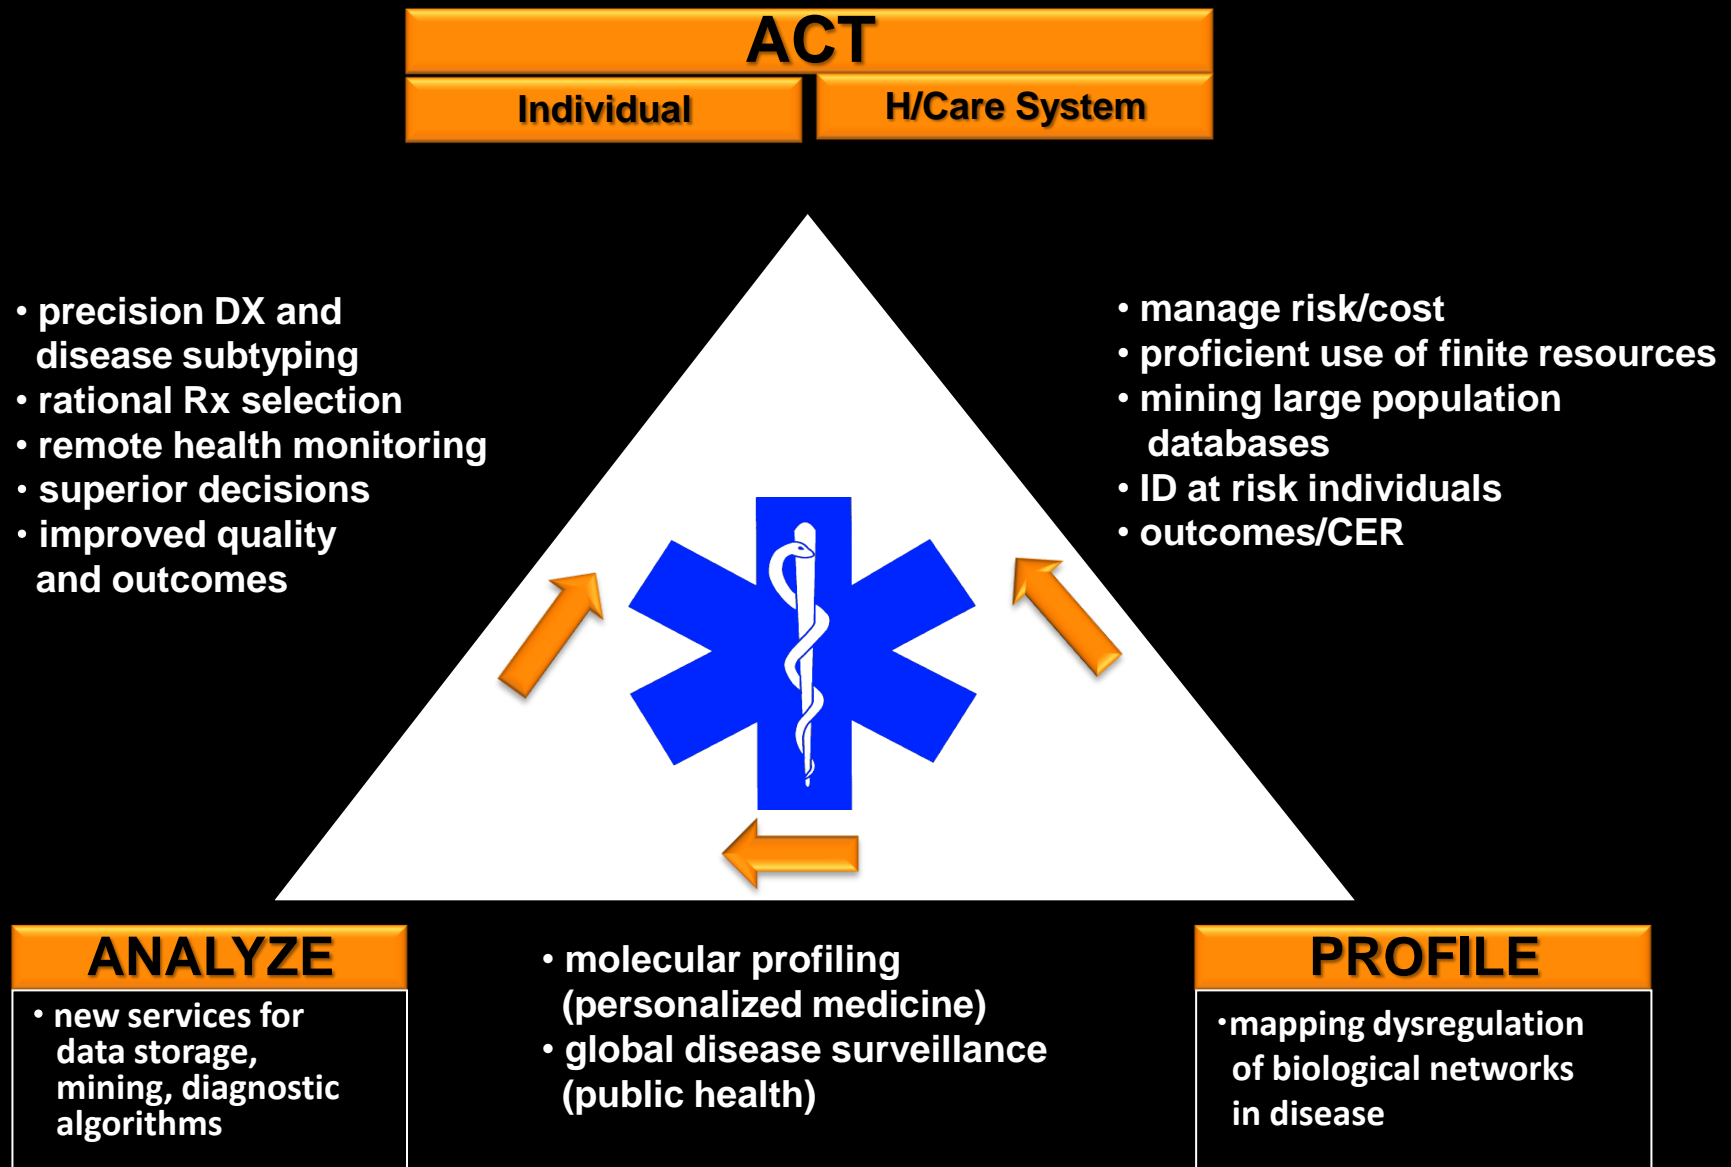 ACT
Individual
H/Care System
• precision DX and
disease subtyping
• rational Rx selection
• remote health monitoring
• superior decisions
• improved quality
and outcomes
• manage risk/cost
• proficient use of finite resources
• mining large population
databases
• ID at risk individuals
• outcomes/CER
ANALYZE
• new services for
data storage,
mining, diagnostic
algorithms
• molecular profiling
(personalized medicine)
• global disease surveillance
(public health)
PROFILE
•mapping dysregulation
of biological networks
in disease